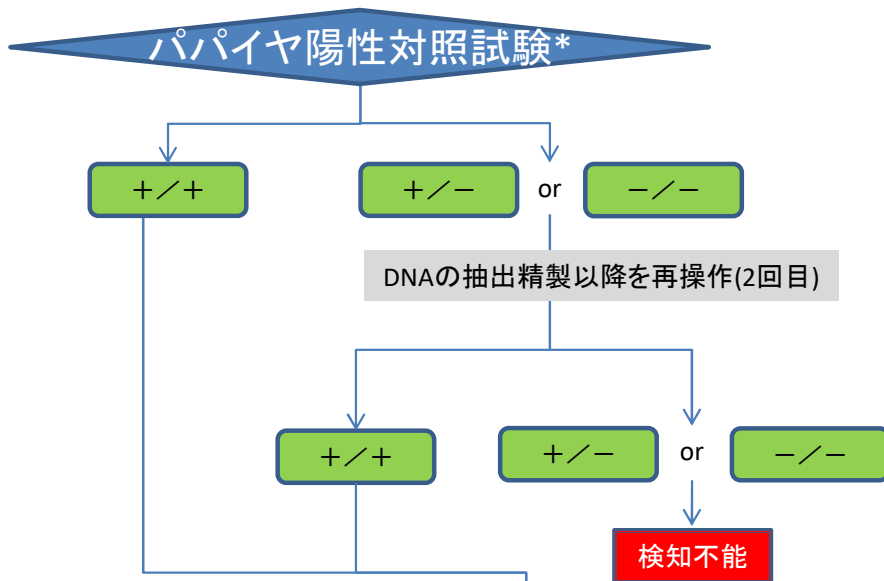 パパイヤ陽性対照試験*
+/+
+/-
or
-/-
DNAの抽出精製以降を再操作(2回目)
+/+
+/-
or
-/-
検知不能